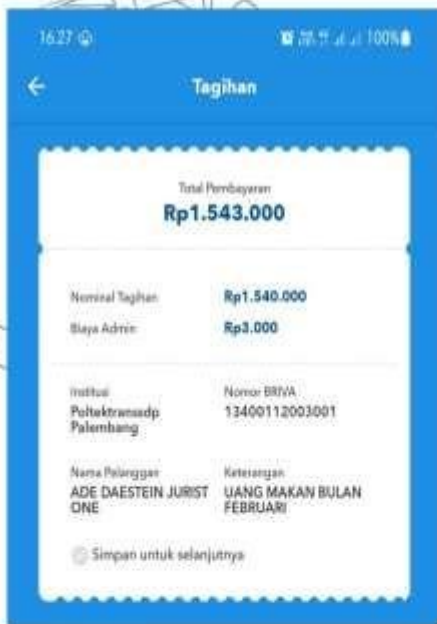 16.27
100%
Tagihan
Total Pembayaran
Rp1.543.000
Nominal Tagihan Rp1.540.000
Biaya Admin Rp3.000
Institusi Nomor BRIVA
Poltektranssdp 13400112003001
Palembang
Nama Pelanggan Keterangan
ADE DAESTEIN JURIST UANG MAKAN BULAN
ONE FEBRUARI
Simpan untuk selanjutnya